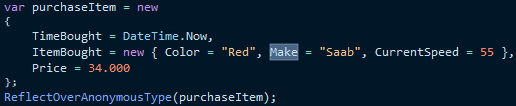 var purchaseItem = new
{
TimeBought = DateTime.Now,
ItemBought = new { Color = "Red", Make = "Saab", CurrentSpeed = 55 },
Price = 34.000
};
ReflectOverAnonymousType(purchaseItem);